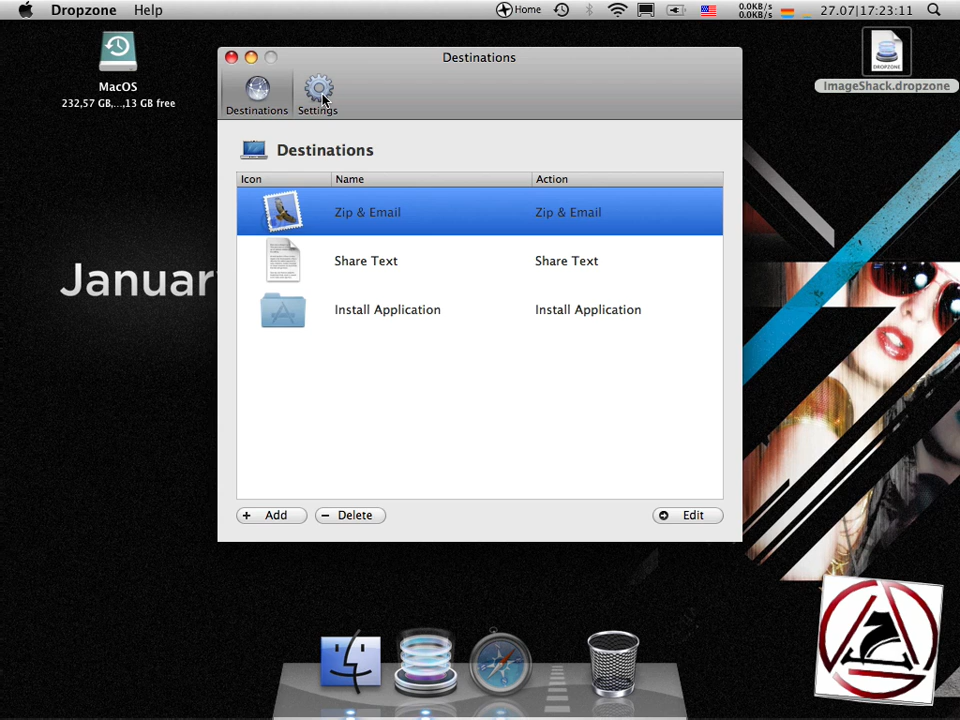 Dropzone Help Home 0.0KB/s 27.07|17:23:11
0.0KB/s
Destinations
MacOS
232,57 GB,...,13 GB free
DROPZONE
ImageShack.dropzone
Destinations Settings
Destinations
Icon Name Action
Zip & Email Zip & Email
Share Text Share Text
Install Application Install Application
Januar
+ Add - Delete Edit